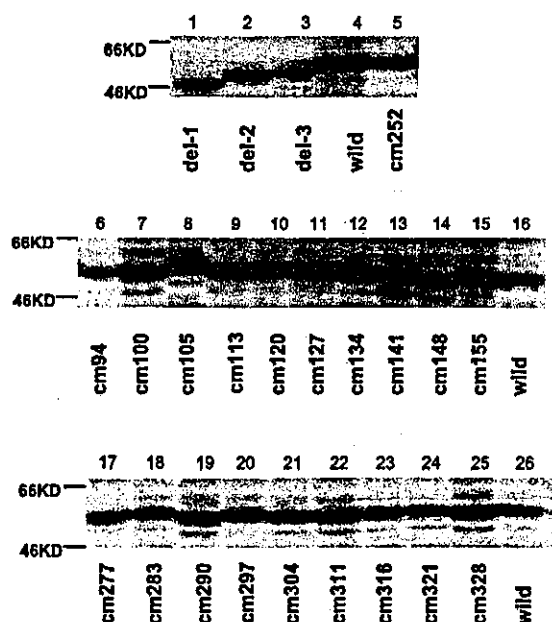 1 2 3 4 5
66KD
46KD
del-1 del-2 del-3 wild cm252
6 7 8 9 10 11 12 13 14 15 16
66KD
46KD
cm94 cm100 cm105 cm113 cm120 cm127 cm134 cm141 cm148 cm155 wild
17 18 19 20 21 22 23 24 25 26
66KD
46KD
cm277 cm283 cm290 cm297 cm304 cm311 cm316 cm321 cm328 wild